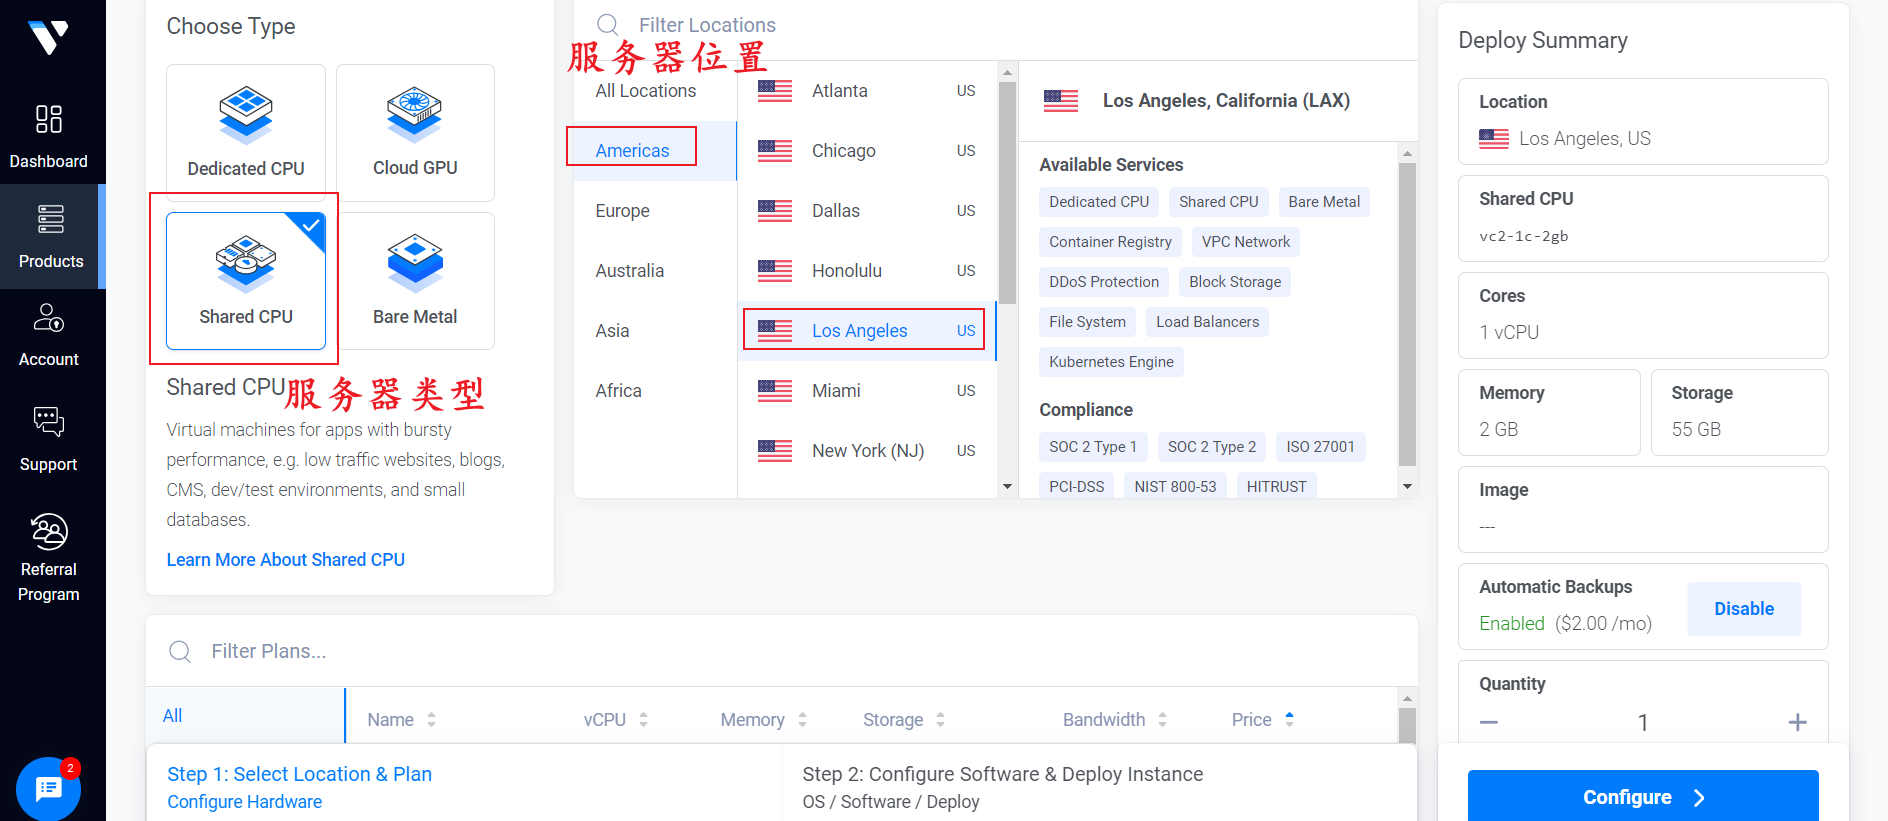 Dashboard
Products
Account
Support
Referral
Program
2
Choose Type
Dedicated CPU
Cloud GPU
Shared CPU
Bare Metal
Shared CPU
服务器类型
Virtual machines for apps with bursty
performance, e.g. low traffic websites, blogs,
CMS, dev/test environments, and small
databases.
Learn More About Shared CPU
Filter Locations
服务器位置
All Locations
Americas
Europe
Australia
Asia
Africa
Atlanta US
Chicago US
Dallas US
Honolulu US
Los Angeles US
Miami US
New York (NJ) US
Los Angeles, California (LAX)
Available Services
Dedicated CPU Shared CPU Bare Metal
Container Registry VPC Network
DDoS Protection Block Storage
File System Load Balancers
Kubernetes Engine
Compliance
SOC 2 Type 1 SOC 2 Type 2 ISO 27001
PCI-DSS NIST 800-53 HITRUST
Filter Plans...
All
Name vCPU Memory Storage Bandwidth Price
Step 1: Select Location & Plan
Configure Hardware
Step 2: Configure Software & Deploy Instance
OS / Software / Deploy
Deploy Summary
Location
Los Angeles, US
Shared CPU
vc2-1c-2gb
Cores
1 vCPU
Memory
2 GB
Storage
55 GB
Image
---
Automatic Backups
Enabled ($2.00 /mo)
Disable
Quantity
1
Configure